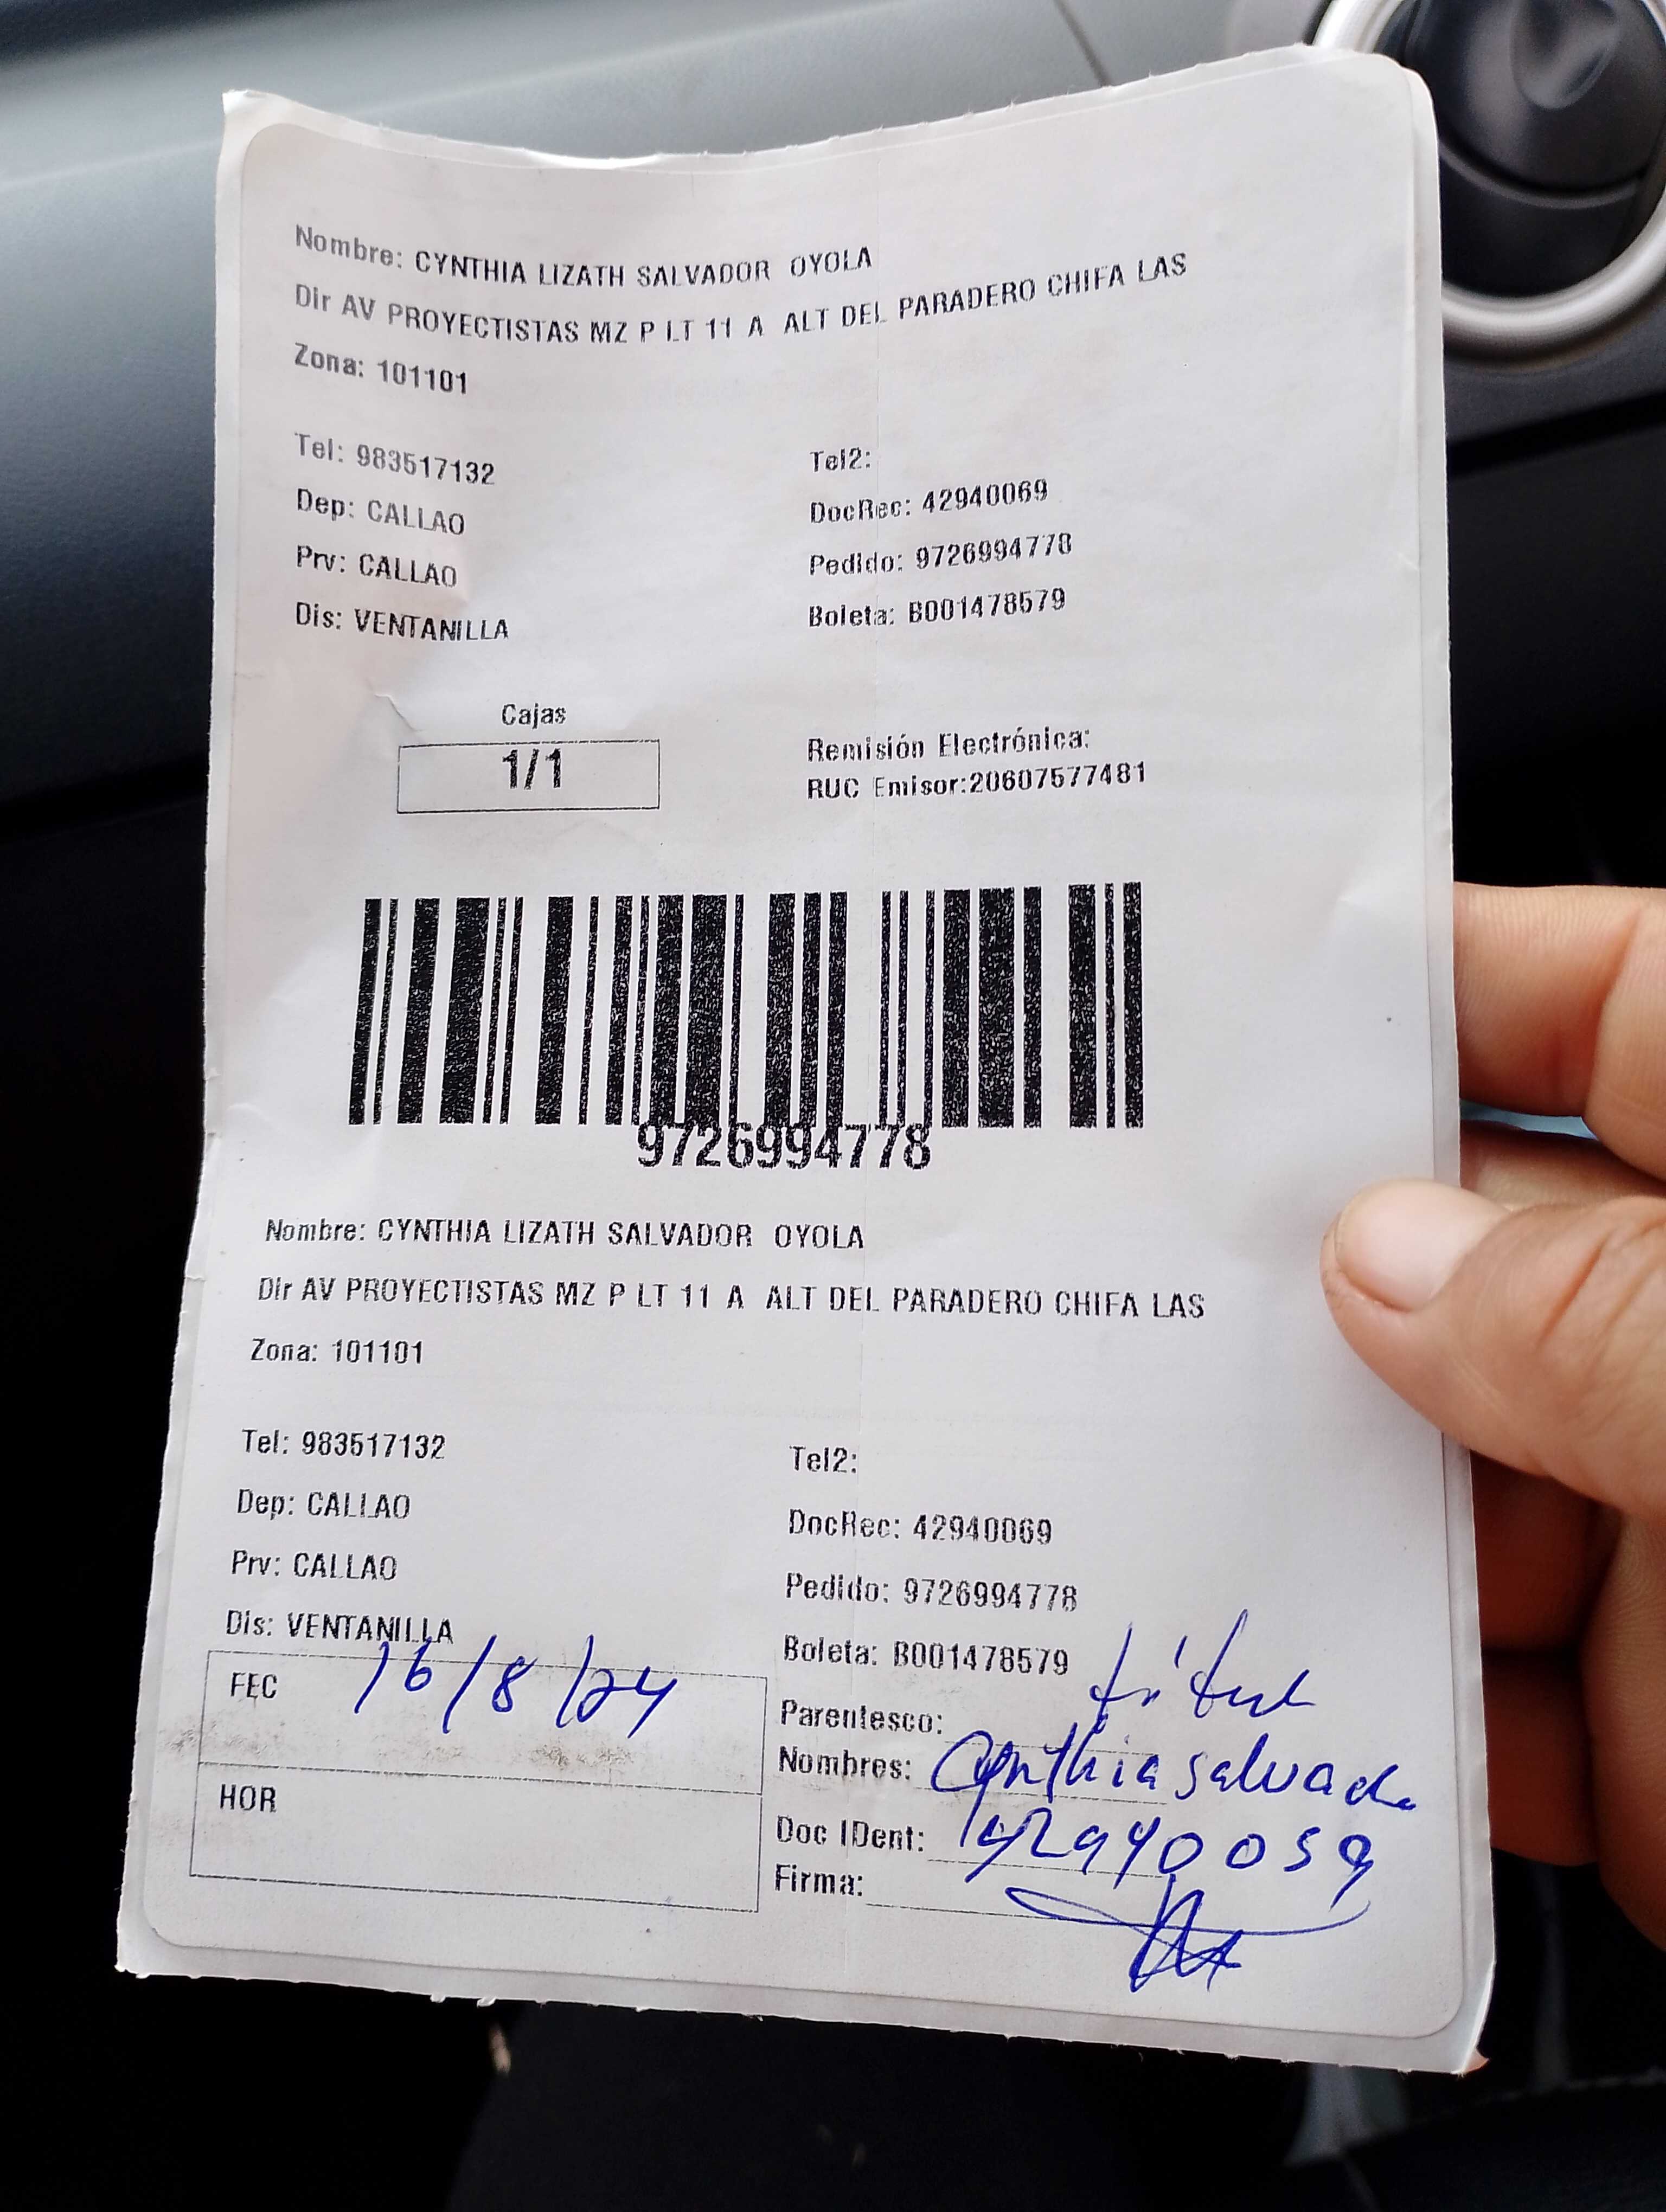 Nombre: CYNTHIA LIZATH SALVADOR OYOLA
Dir AV PROYECTISTAS MZ P LT 11 A ALT DEL PARADERO CHIFA LAS
Zona: 101101
Tel: 983517132 Tel2:
Dep: CALLAO DocRec: 42940069
Prv: CALLAO Pedido: 9726994778
Dis: VENTANILLA Boleta: B001478579
Cajas
1/1
Remisión Electrónica:
RUC Emisor:20607577481
9726994778
Nombre: CYNTHIA LIZATH SALVADOR OYOLA
Dir AV PROYECTISTAS MZ P LT 11 A ALT DEL PARADERO CHIFA LAS
Zona: 101101
Tel: 983517132 Tel2:
Dep: CALLAO DocRec: 42940069
Prv: CALLAO Pedido: 9726994778
Dis: VENTANILLA Boleta: B001478579
FEC 16/8/24
HOR
Parentesco:
Nombres: Cynthia Salvador
Doc IDent: 42940059
Firma: